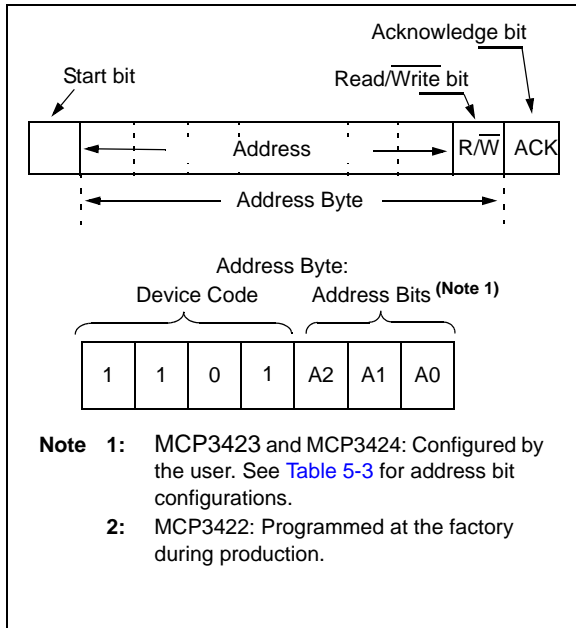 Acknowledge bit
Start bit
Read/Write bit
Address
R/W
ACK
Address Byte
Address Byte:
Device Code
Address Bits (Note 1)
1 1 0 1 A2 A1 A0
Note 1: MCP3423 and MCP3424: Configured by
the user. See Table 5-3 for address bit
configurations.
2: MCP3422: Programmed at the factory
during production.